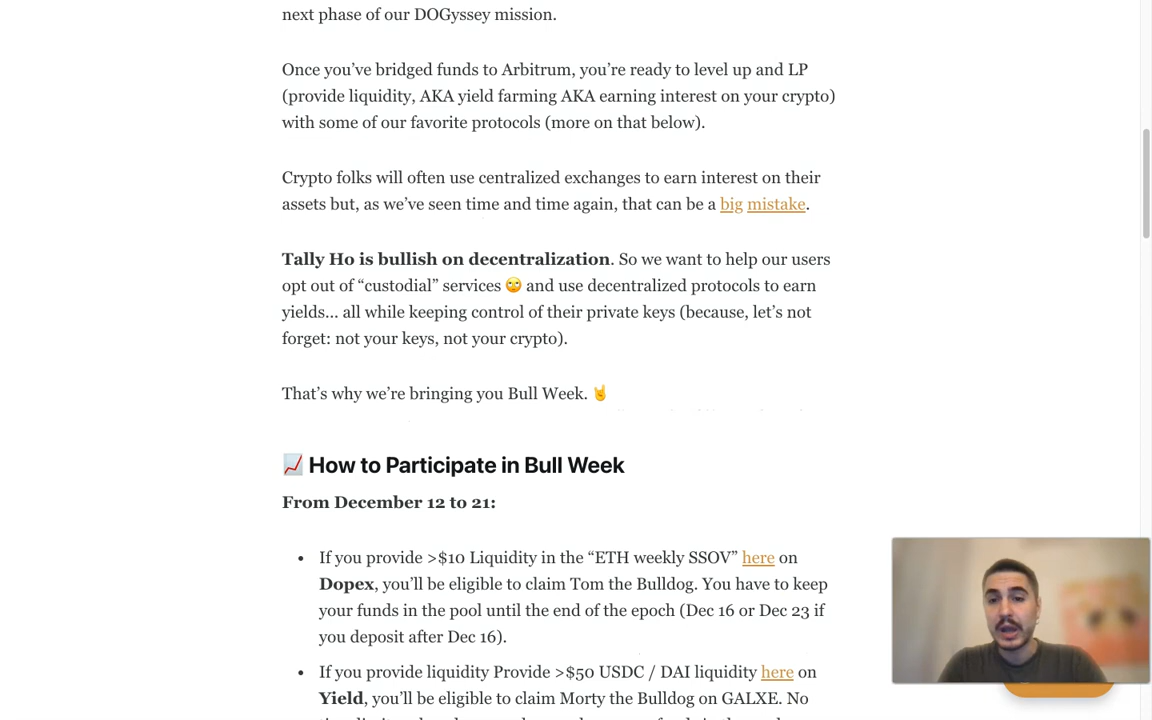 next phase of our DOGyssey mission.
Once you’ve bridged funds to Arbitrum, you’re ready to level up and LP
(provide liquidity, AKA yield farming AKA earning interest on your crypto)
with some of our favorite protocols (more on that below).
Crypto folks will often use centralized exchanges to earn interest on their
assets but, as we’ve seen time and time again, that can be a big mistake.
Tally Ho is bullish on decentralization. So we want to help our users
opt out of “custodial” services 🙄 and use decentralized protocols to earn
yields... all while keeping control of their private keys (because, let’s not
forget: not your keys, not your crypto).
That’s why we’re bringing you Bull Week. 🤘
📈 How to Participate in Bull Week
From December 12 to 21:
• If you provide >$10 Liquidity in the “ETH weekly SSOV” here on
Dopex, you’ll be eligible to claim Tom the Bulldog. You have to keep
your funds in the pool until the end of the epoch (Dec 16 or Dec 23 if
you deposit after Dec 16).
• If you provide liquidity Provide >$50 USDC / DAI liquidity here on
Yield, you’ll be eligible to claim Morty the Bulldog on GALXE. No